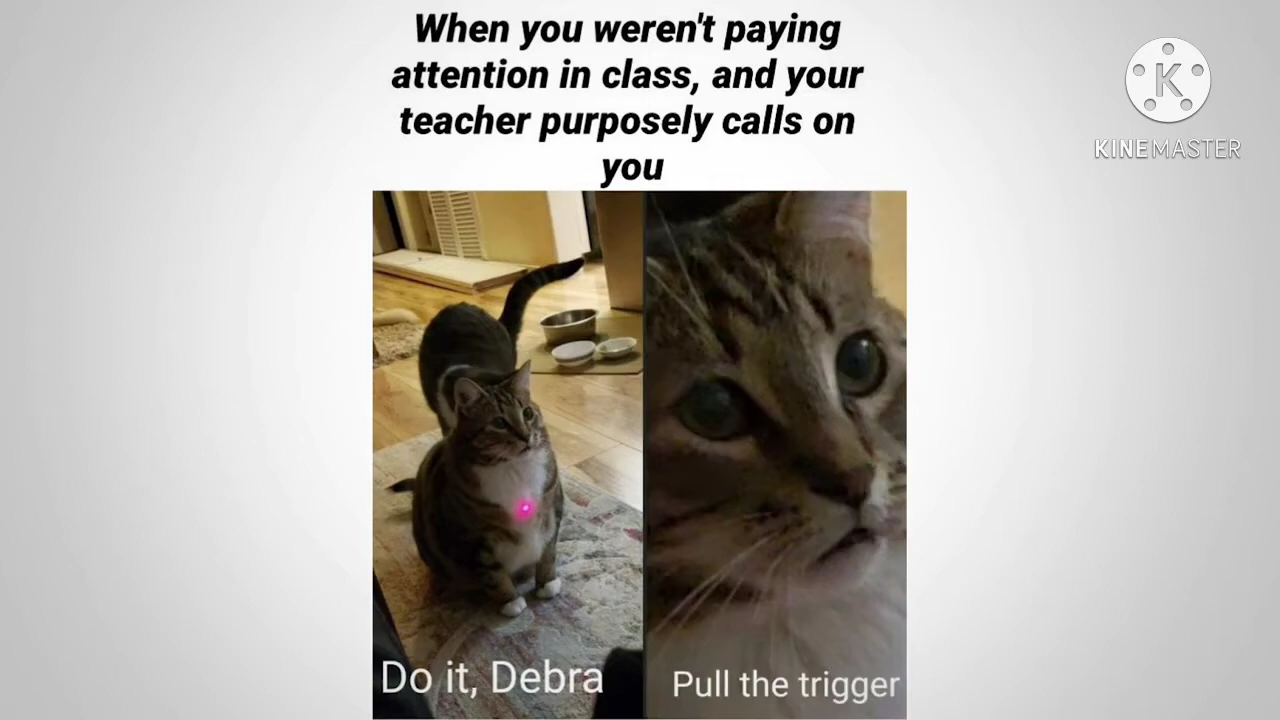 When you weren't paying
attention in class, and your
teacher purposely calls on
you
K
KINEMASTER
Do it, Debra
Pull the trigger